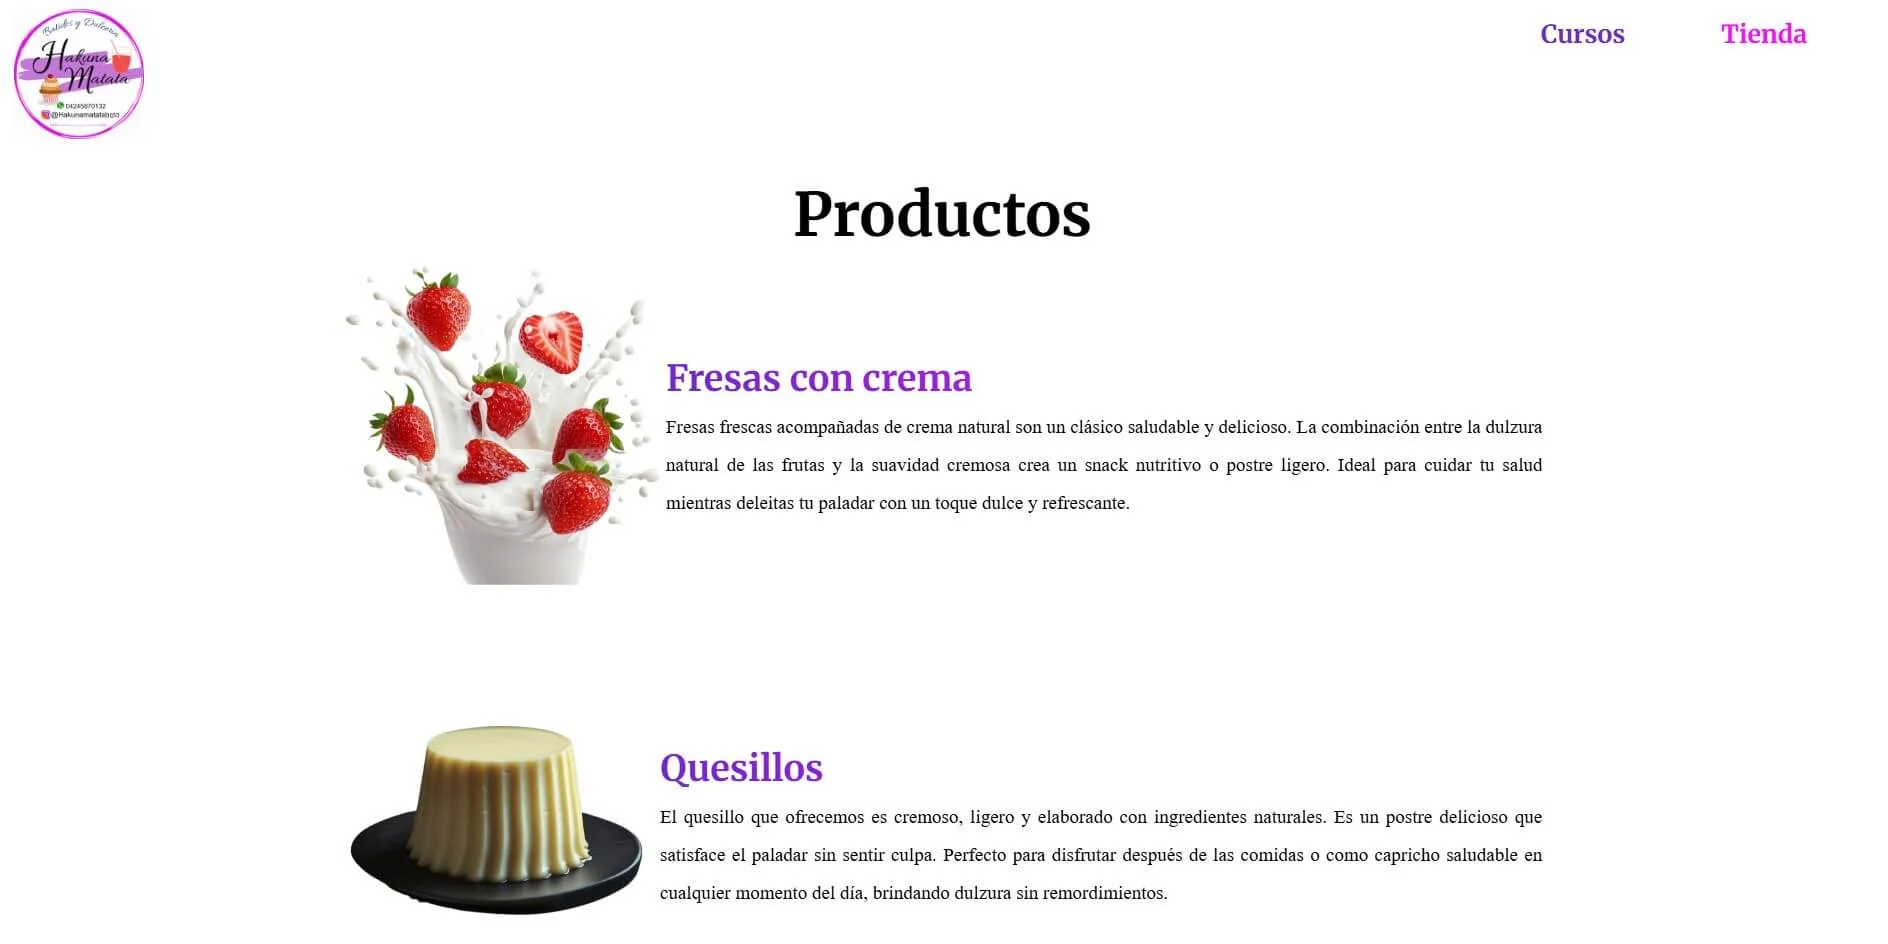 Batidos y Dulcería
Hakuna
Matata
04245870132
@Hakunamatatabqto
Cursos
Tienda
Productos
Fresas con crema
Fresas frescas acompañadas de crema natural son un clásico saludable y delicioso. La combinación entre la dulzura
natural de las frutas y la suavidad cremosa crea un snack nutritivo o postre ligero. Ideal para cuidar tu salud
mientras deleitas tu paladar con un toque dulce y refrescante.
Quesillos
El quesillo que ofrecemos es cremoso, ligero y elaborado con ingredientes naturales. Es un postre delicioso que
satisface el paladar sin sentir culpa. Perfecto para disfrutar después de las comidas o como capricho saludable en
cualquier momento del día, brindando dulzura sin remordimientos.